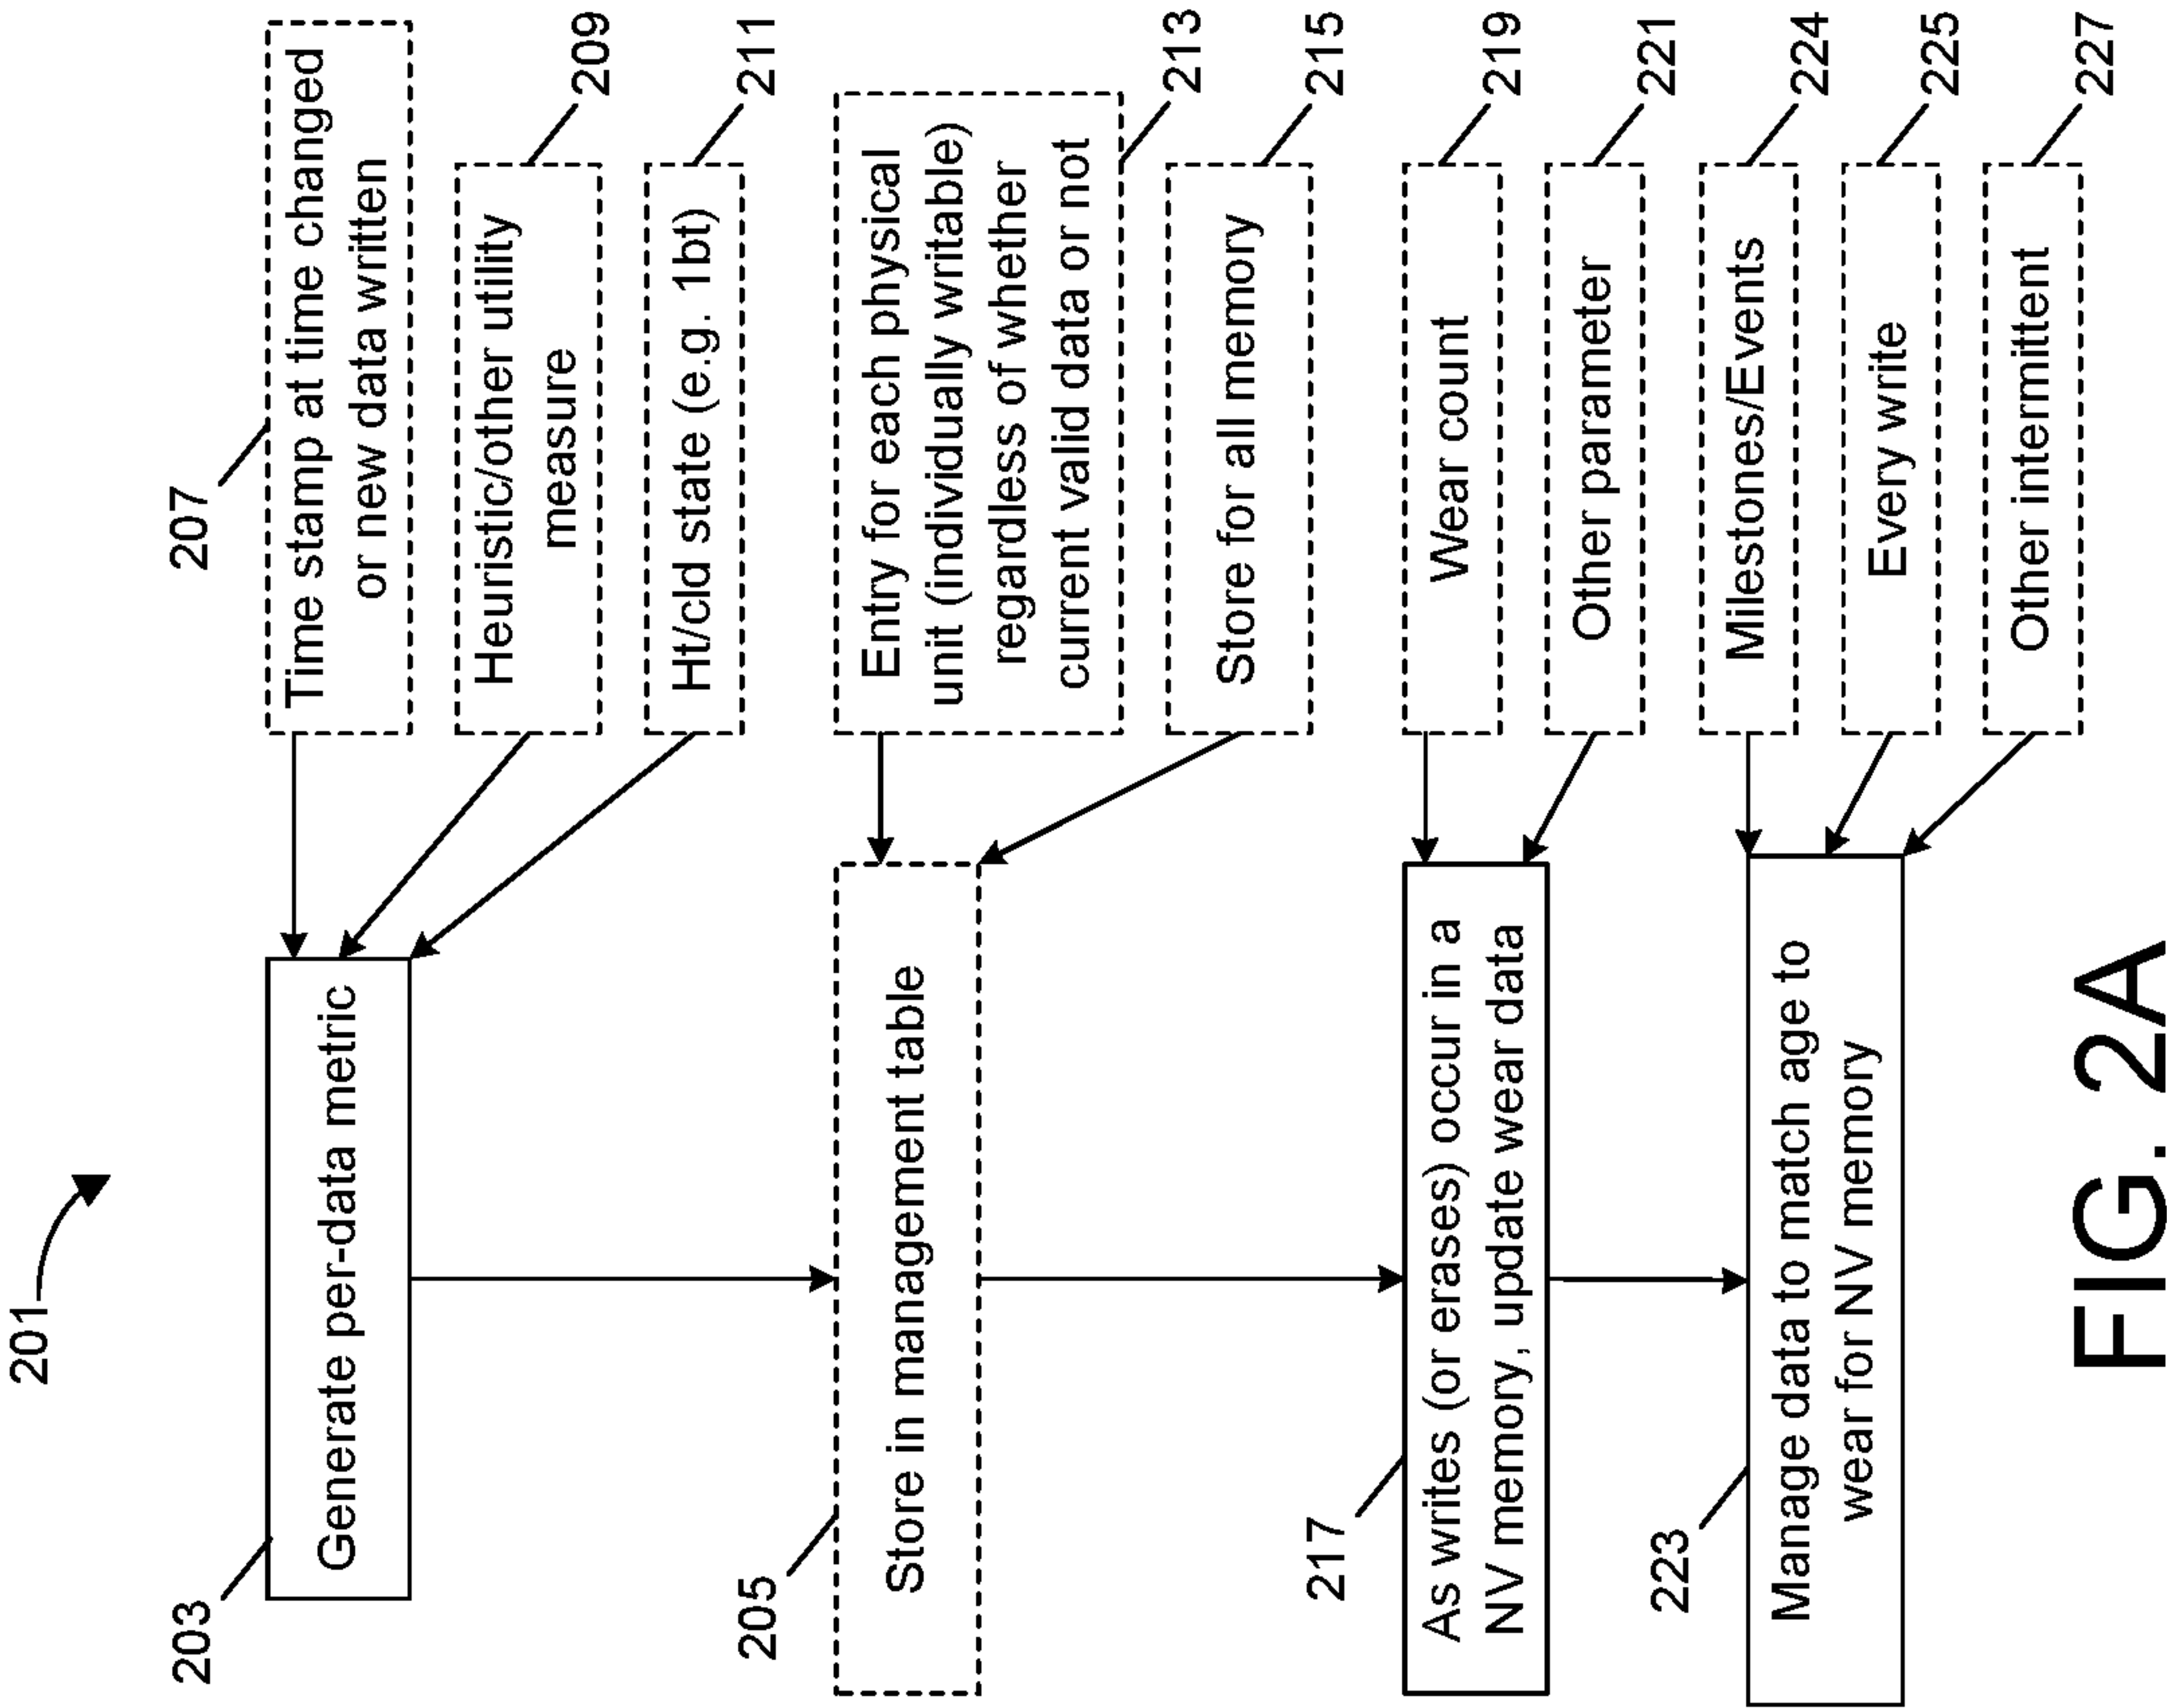 201
203
Generate per-data metric
207
Time stamp at time changed
or new data written
Heuristic/other utility
measure
209
Ht/cld state (e.g. 1bt)
211
205
Store in management table
Entry for each physical
unit (individually writable)
regardless of whether
current valid data or not
213
Store for all memory
215
217
As writes (or erases) occur in a
NV memory, update wear data
Wear count
219
Other parameter
221
223
Manage data to match age to
wear for NV memory
Milestones/Events
224
Every write
225
Other intermittent
227
FIG. 2A